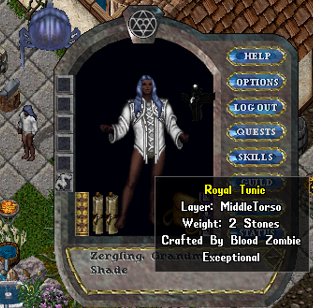 HELP
OPTIONS
LOG OUT
QUESTS
SKILLS
GUILD
Royal Tunic
Layer: MiddleTorso
Weight: 2 Stones
Crafted By Blood Zombie
Exceptional
Zergling, Grandm
Shade